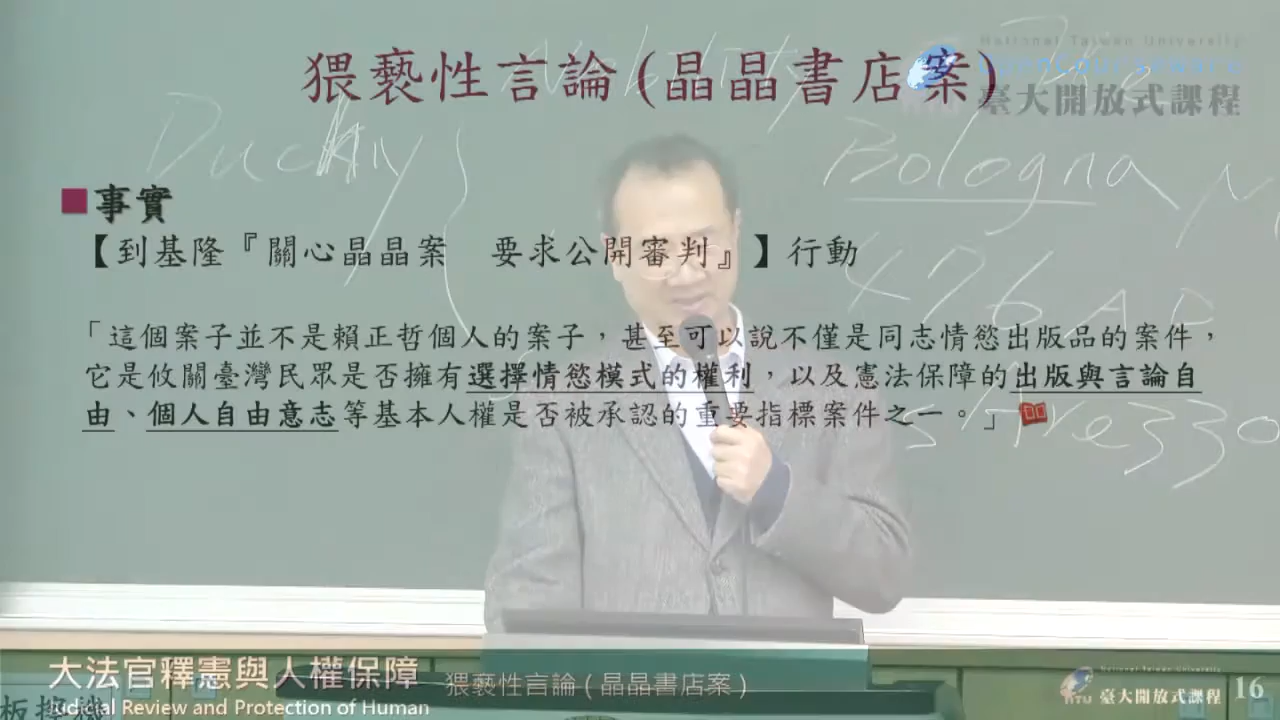 猥褻性言論(晶晶書店案)
National Taiwan University
OpenCourseware
臺大開放式課程
Bologna
476 A.D
Arezzo
事實
【到基隆『關心晶晶案 要求公開審判』】行動
「這個案子並不是賴正哲個人的案子，甚至可以說不僅是同志情慾出版品的案件，
它是攸關臺灣民眾是否擁有選擇情慾模式的權利，以及憲法保障的出版與言論自
由、個人自由意志等基本人權是否被承認的重要指標案件之一。」
大法官釋憲與人權保障
猥褻性言論 ( 晶晶書店案 )
Judicial Review and Protection of Human
National Taiwan University
NTU 臺大開放式課程
16